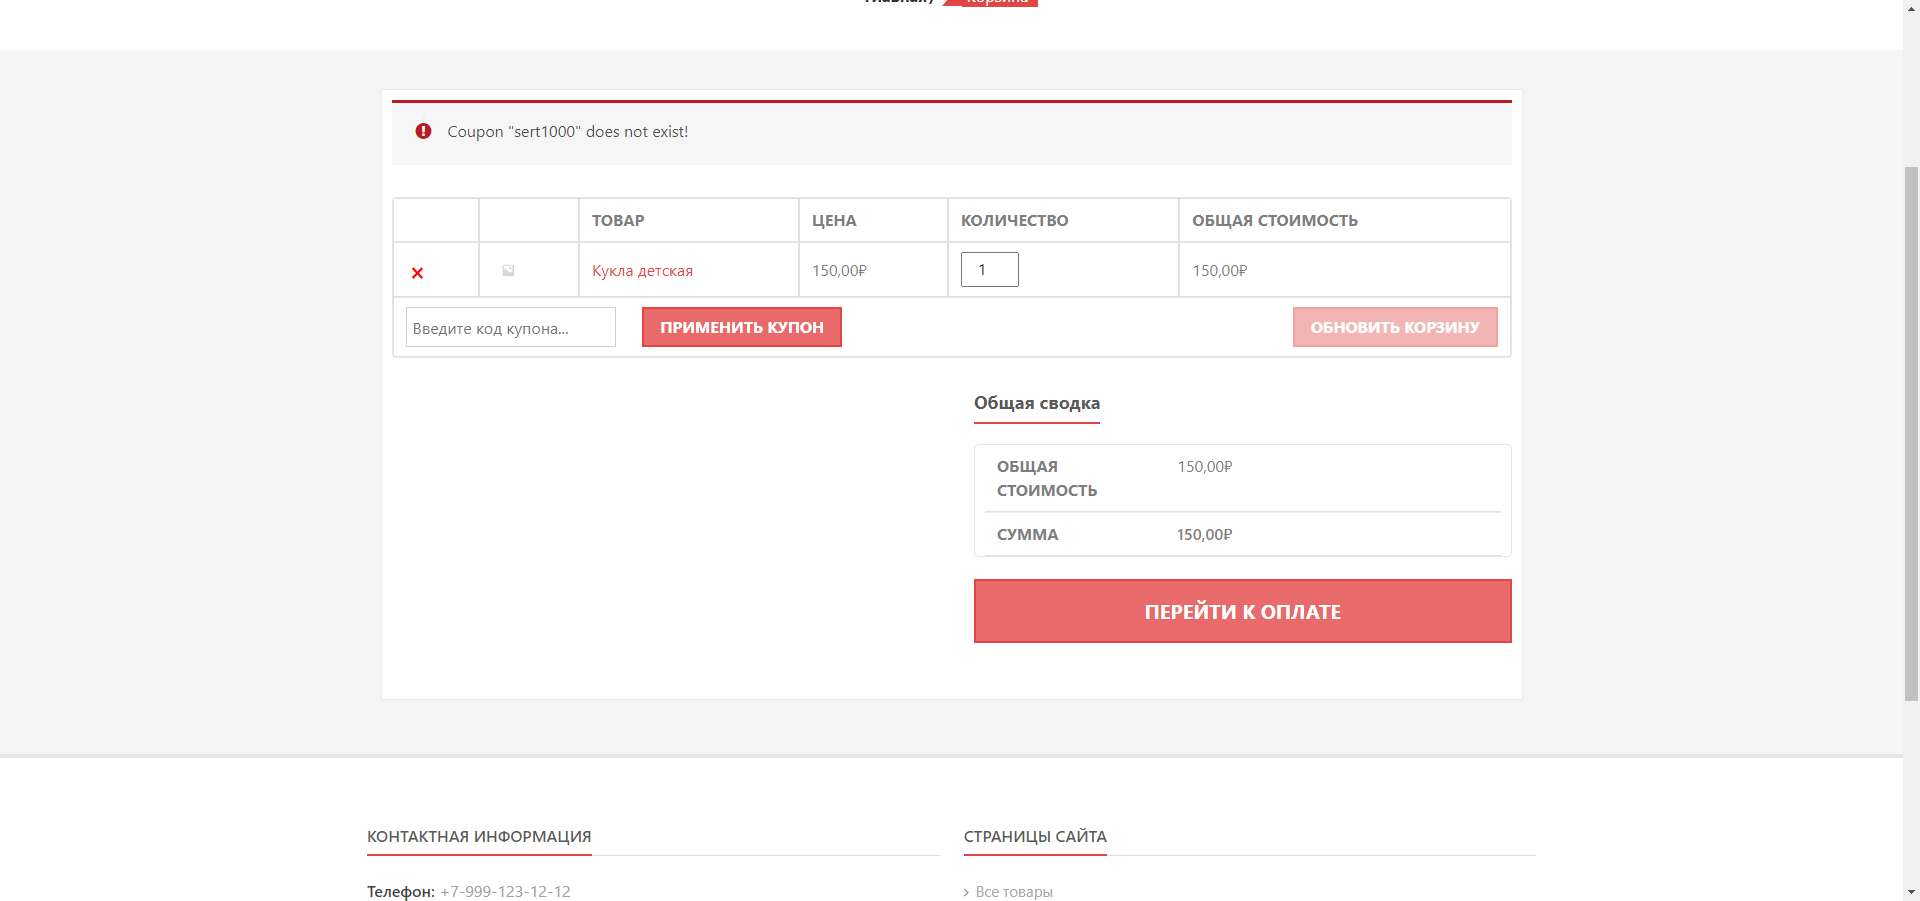 Главная /
Корзина
Coupon "sert1000" does not exist!
ТОВАР ЦЕНА КОЛИЧЕСТВО ОБЩАЯ СТОИМОСТЬ
Кукла детская 150,00₽ 1 150,00₽
Введите код купона... ПРИМЕНИТЬ КУПОН ОБНОВИТЬ КОРЗИНУ
Общая сводка
ОБЩАЯ СТОИМОСТЬ 150,00₽
СУММА 150,00₽
ПЕРЕЙТИ К ОПЛАТЕ
КОНТАКТНАЯ ИНФОРМАЦИЯ
Телефон: +7-999-123-12-12
СТРАНИЦЫ САЙТА
Все товары